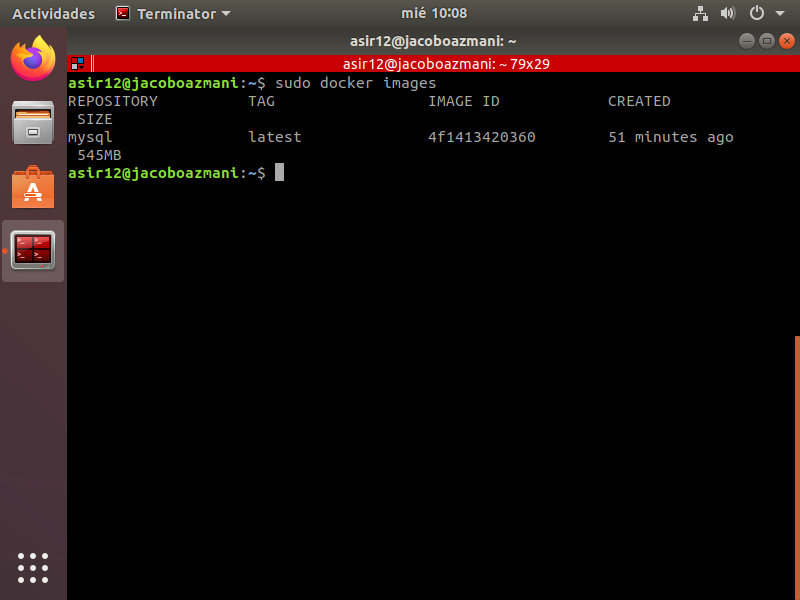 Actividades Terminator mié 10:08
asir12@jacoboazmani: ~
asir12@jacoboazmani: ~ 79x29
asir12@jacoboazmani:~$ sudo docker images
REPOSITORY TAG IMAGE ID CREATED
SIZE
mysql latest 4f1413420360 51 minutes ago
545MB
asir12@jacoboazmani:~$